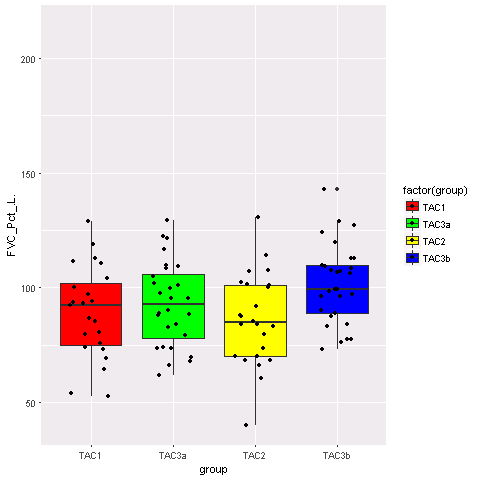 200
150
100
50
FVC_Pct_L.
TAC1 TAC3a TAC2 TAC3b
group
factor(group)
TAC1
TAC3a
TAC2
TAC3b